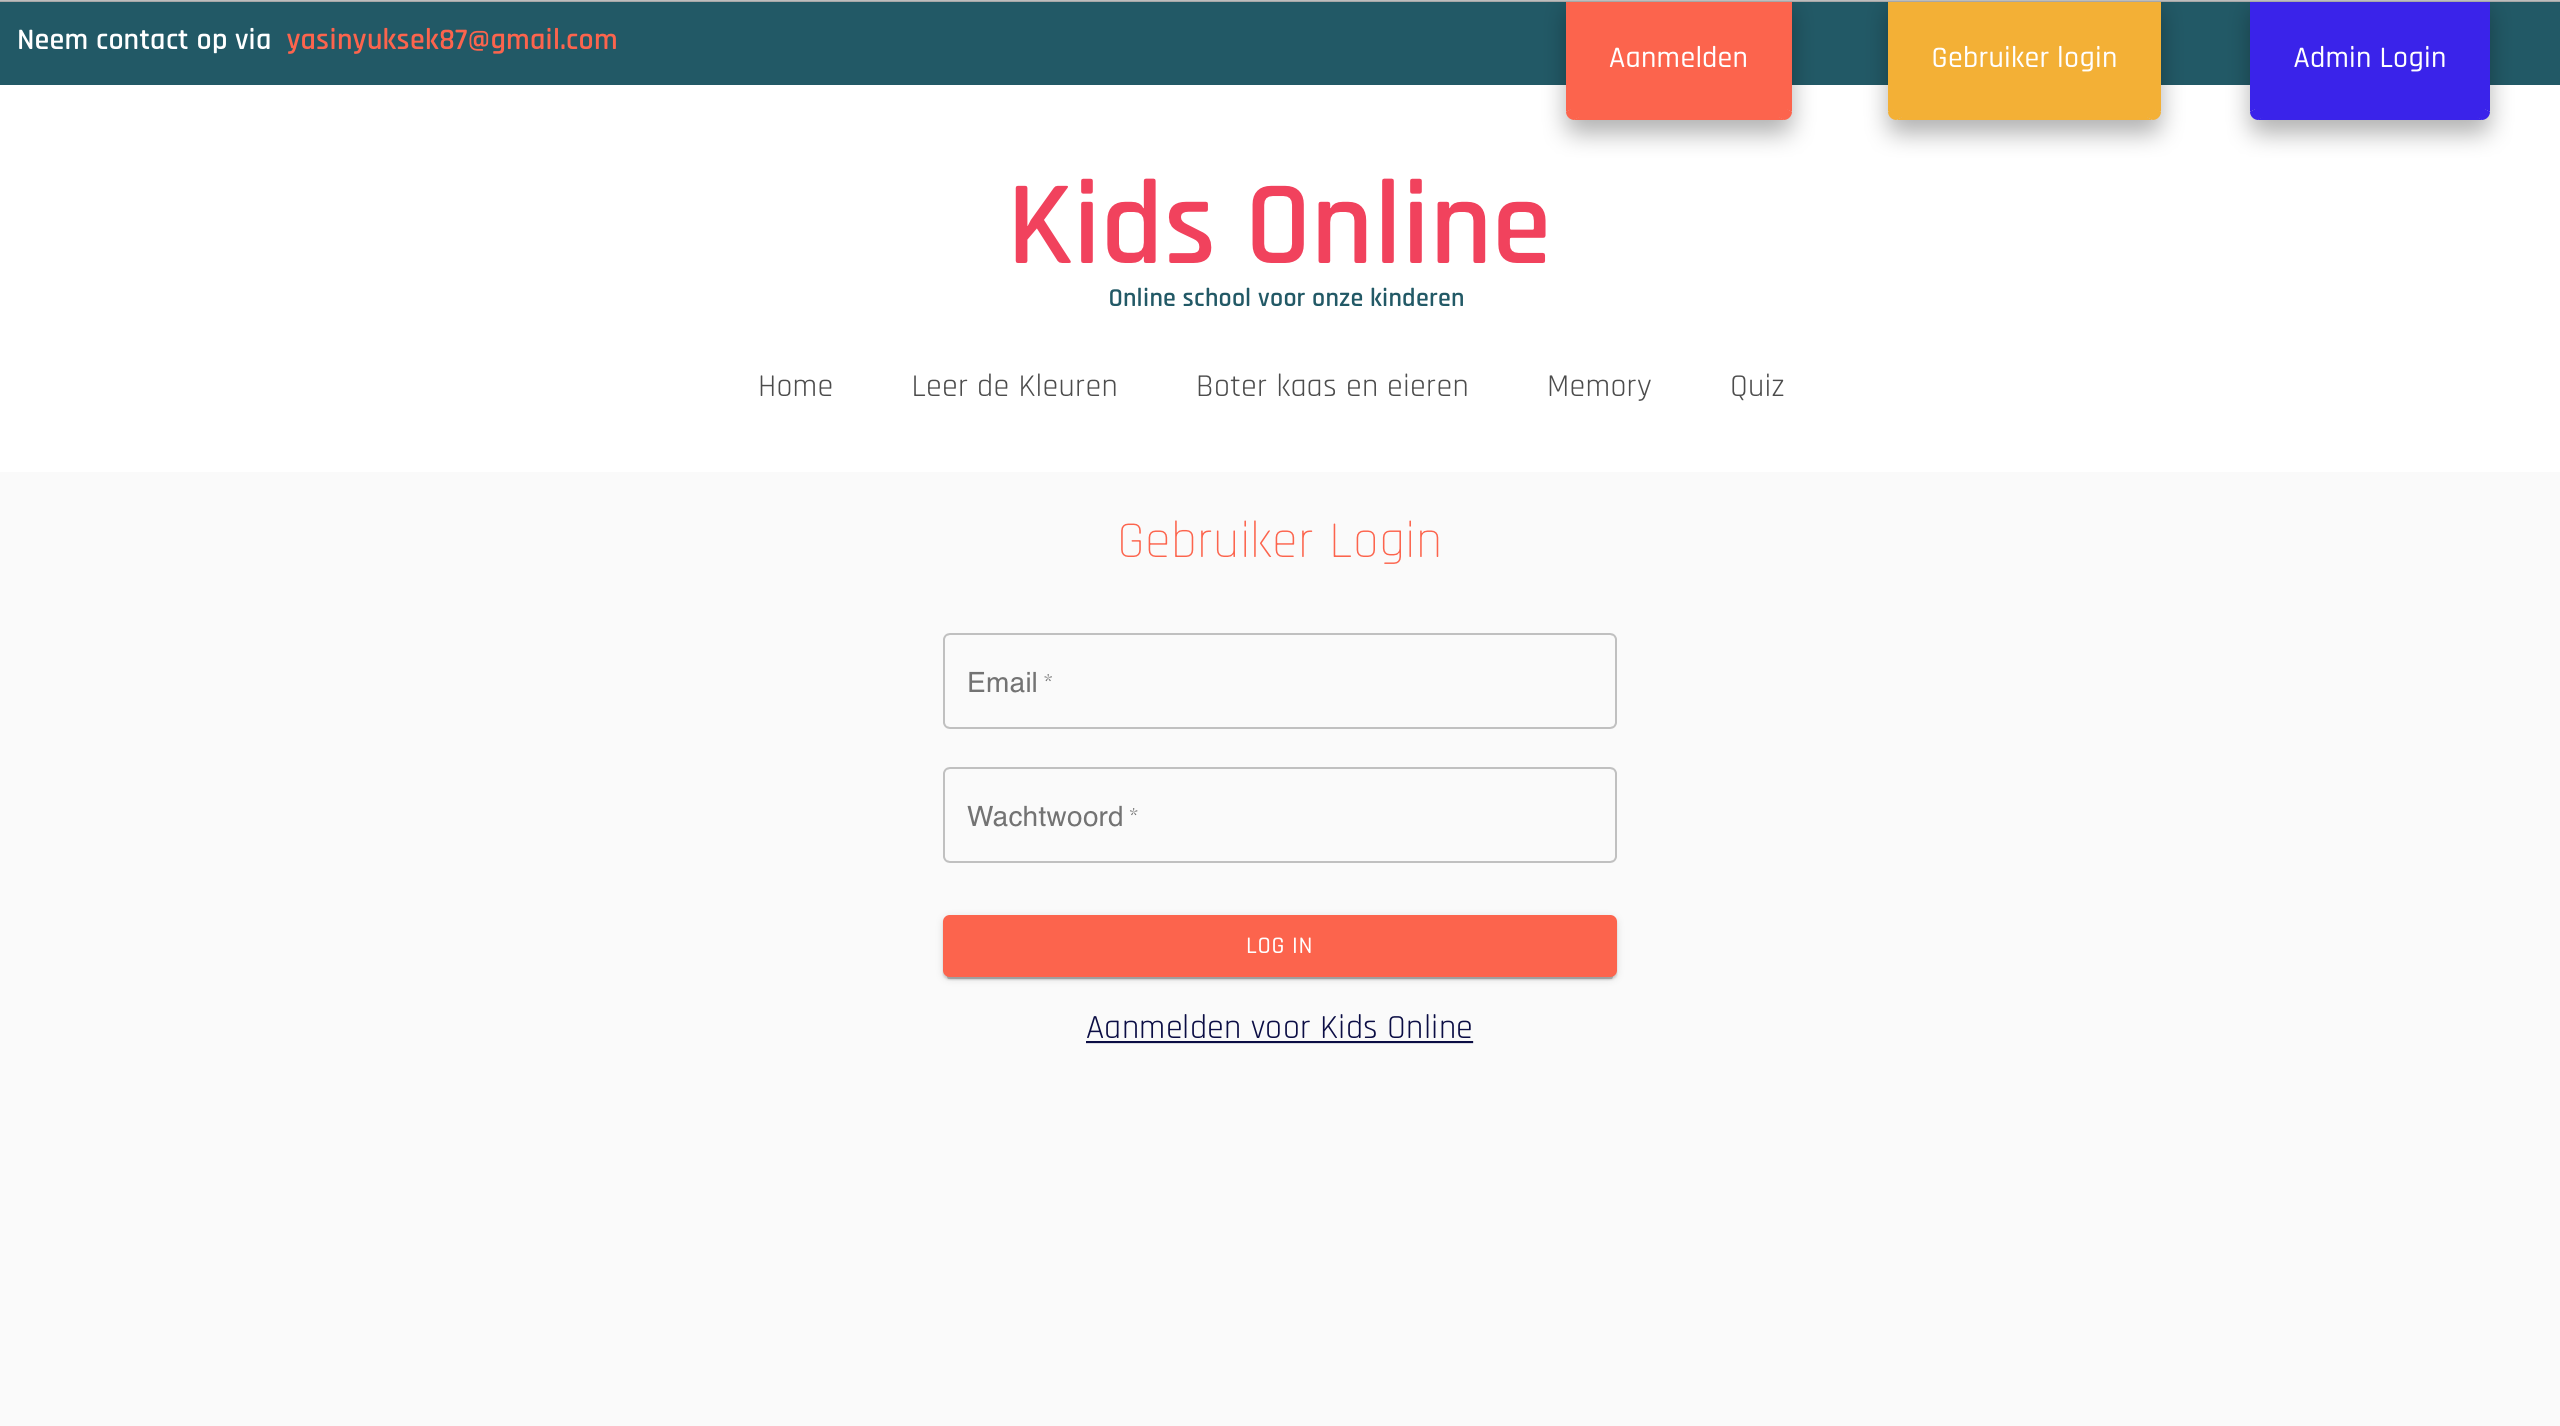 Neem contact op via yasinyuksek87@gmail.com
Aanmelden
Gebruiker login
Admin Login
Kids Online
Online school voor onze kinderen
Home Leer de Kleuren Boter kaas en eieren Memory Quiz
Gebruiker Login
Email *
Wachtwoord *
LOG IN
Aanmelden voor Kids Online